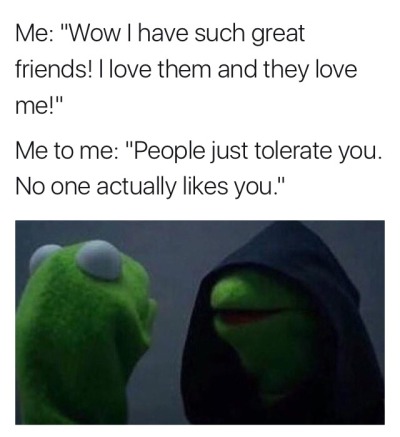 Me: "Wow I have such great
friends! I love them and they love
me!"
Me to me: "People just tolerate you.
No one actually likes you."